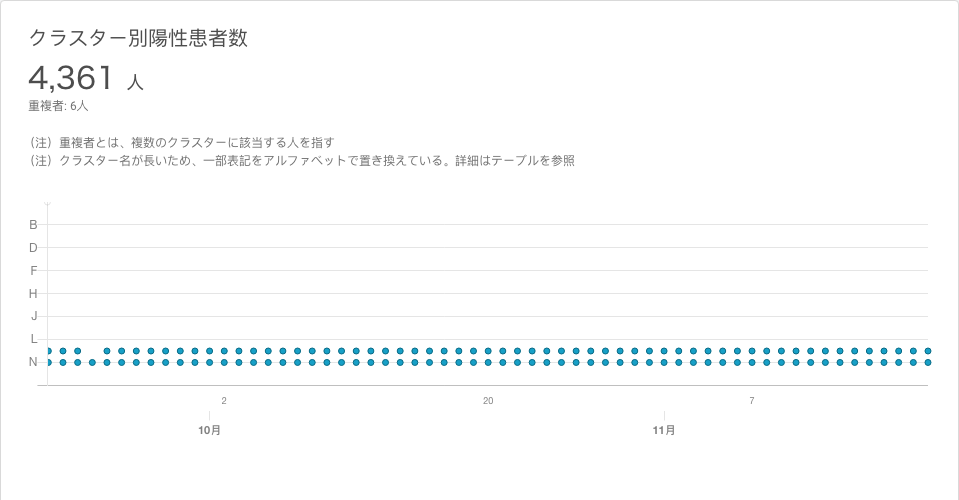 クラスター別陽性患者数
4,361 人
重複者: 6人
（注）重複者とは、複数のクラスターに該当する人を指す
（注）クラスター名が長いため、一部表記をアルファベットで置き換えている。詳細はテーブルを参照
B
D
F
H
J
L
N
2 20 7
10月 11月